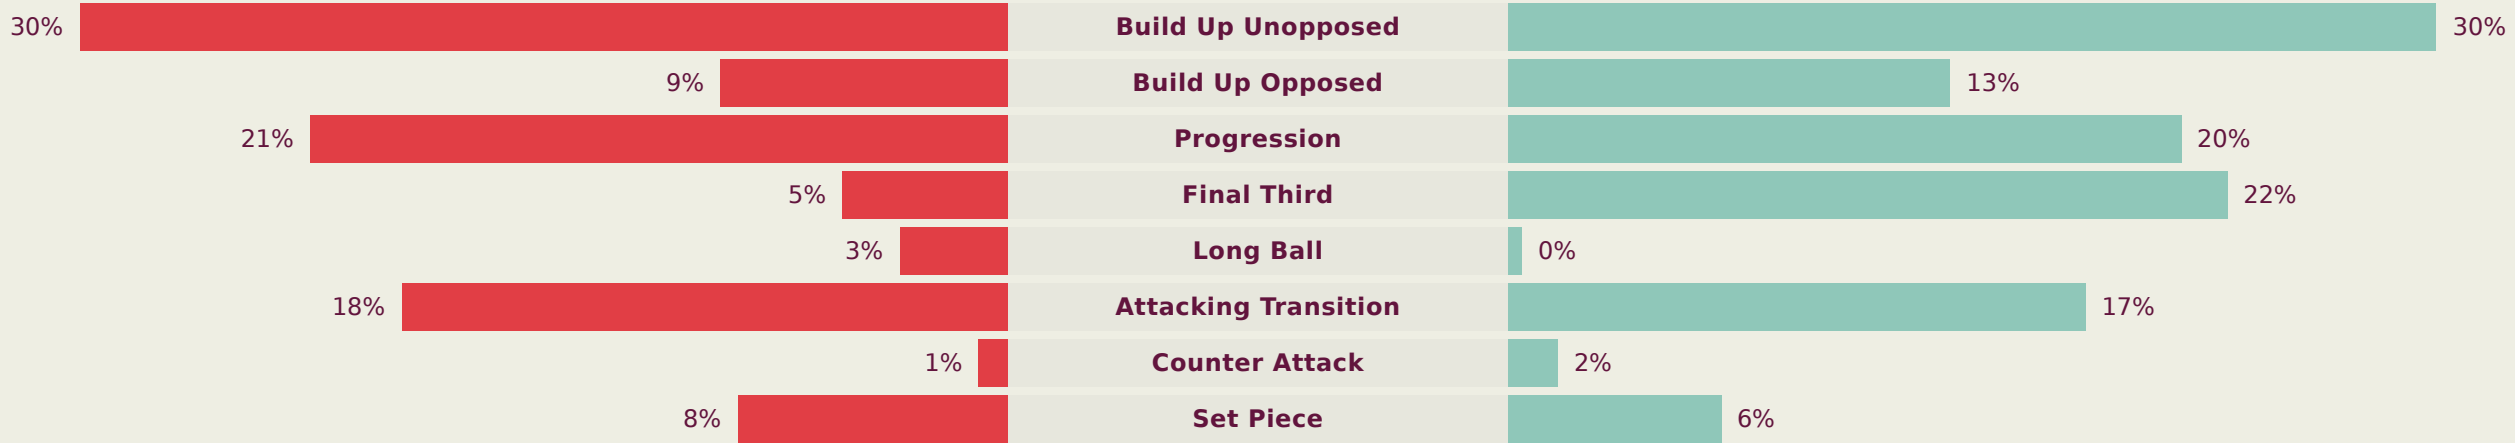 30% Build Up Unopposed 30%
9% Build Up Opposed 13%
21% Progression 20%
5% Final Third 22%
3% Long Ball 0%
18% Attacking Transition 17%
1% Counter Attack 2%
8% Set Piece 6%